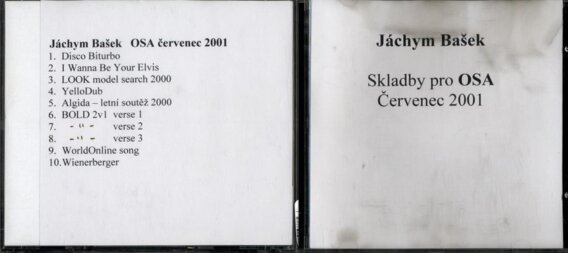 Jáchym Bašek OSA červenec 2001
1. Disco Biturbo
2. I Wanna Be Your Elvis
3. LOOK model search 2000
4. YelloDub
5. Algida – letní soutěž 2000
6. BOLD 2v1 verse 1
7. - " - verse 2
8. - " - verse 3
9. WorldOnline song
10. Wienerberger
Jáchym Bašek
Skladby pro OSA
Červenec 2001